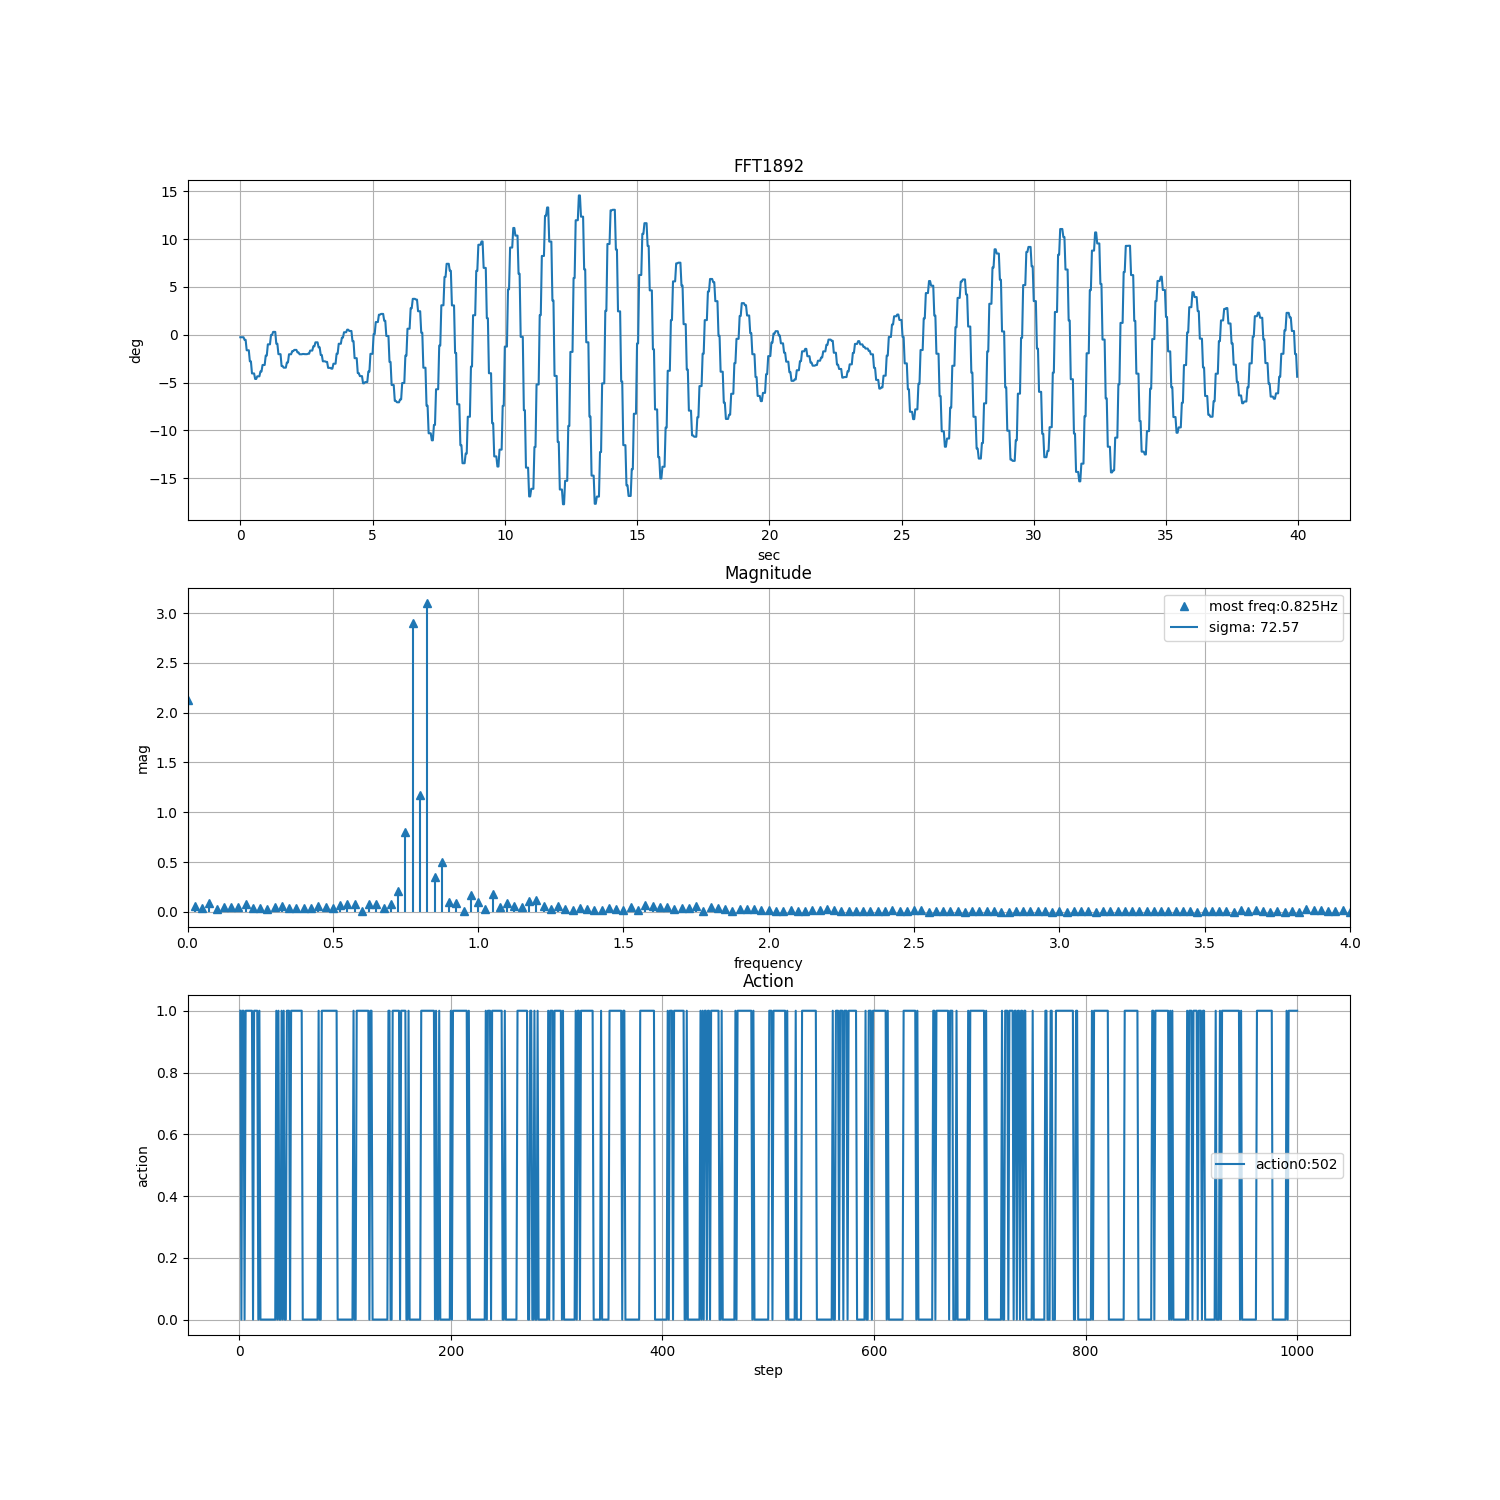 FFT1892
15
10
5
0
−5
−10
−15
deg
0 5 10 15 20 25 30 35 40
sec
Magnitude
3.0
2.5
2.0
1.5
1.0
0.5
0.0
mag
most freq:0.825Hz
sigma: 72.57
0.0 0.5 1.0 1.5 2.0 2.5 3.0 3.5 4.0
frequency
Action
1.0
0.8
0.6
0.4
0.2
0.0
action
action0:502
0 200 400 600 800 1000
step